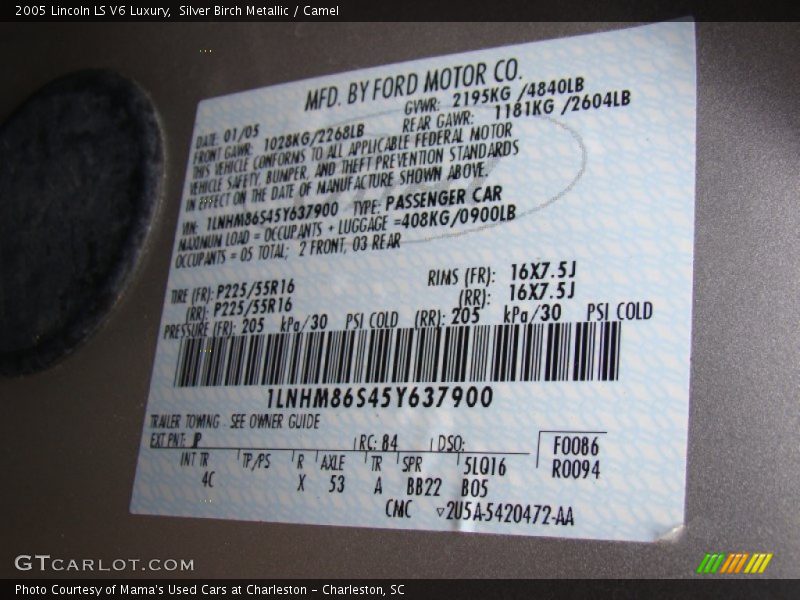 2005 Lincoln LS V6 Luxury,  Silver Birch Metallic / Camel
MFD. BY FORD MOTOR CO.
DATE: 01/05 GVWR: 2195KG /4840LB
FRONT GAWR: 1028KG/2268LB REAR GAWR: 1181KG /2604LB
THIS VEHICLE CONFORMS TO ALL APPLICABLE FEDERAL MOTOR
VEHICLE SAFETY, BUMPER, AND THEFT PREVENTION STANDARDS
IN EFFECT ON THE DATE OF MANUFACTURE SHOWN ABOVE.
VIN: 1LNHM86S45Y637900 TYPE: PASSENGER CAR
MAXIMUM LOAD = OCCUPANTS + LUGGAGE =408KG/0900LB
OCCUPANTS = 05 TOTAL; 2 FRONT, 03 REAR
TIRE (FR): P225/55R16 RIMS (FR): 16X7.5J
(RR): P225/55R16 (RR): 16X7.5J
PRESSURE (FR): 205 kPa/30 PSI COLD (RR): 205 kPa/30 PSI COLD
1LNHM86S45Y637900
TRAILER TOWING - SEE OWNER GUIDE
EXT PNT: JP RC: 84 DSO: F0086
INT TR TP/PS R AXLE TR SPR 5LQ16 R0094
4C X 53 A BB22 B05
CMC ▽2U5A-5420472-AA
GTCARLOT.COM
Photo Courtesy of Mama's Used Cars at Charleston - Charleston, SC